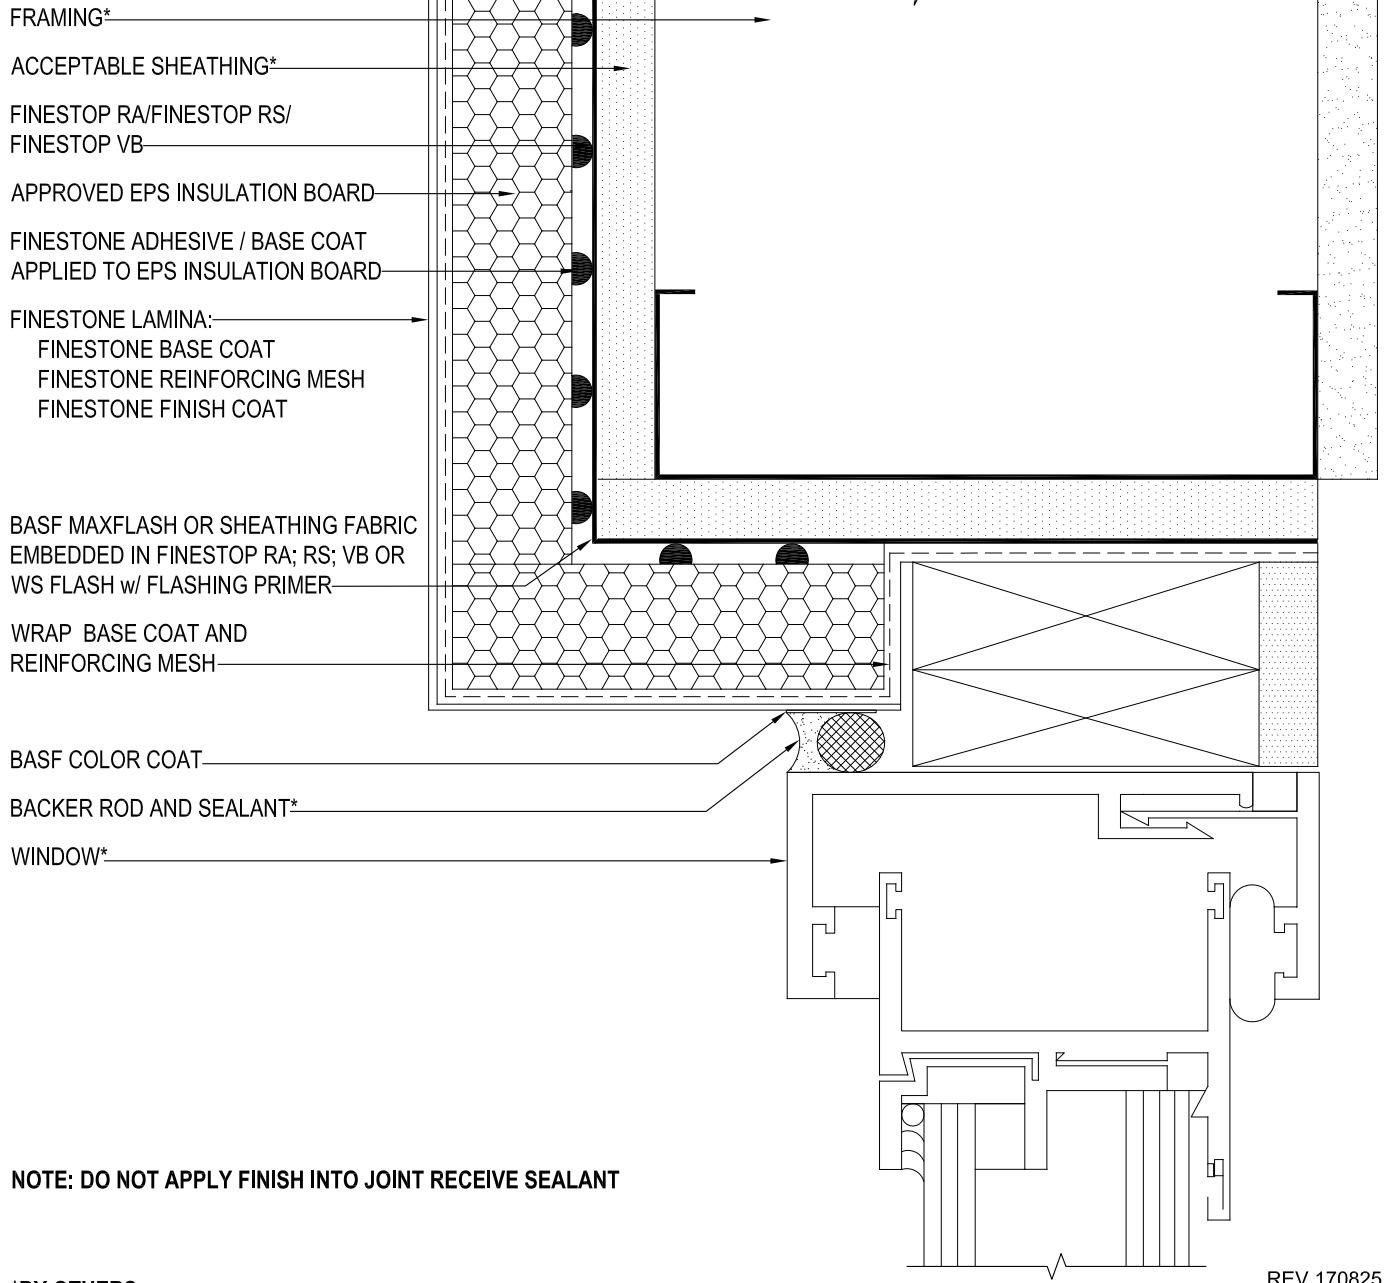 FRAMING*
ACCEPTABLE SHEATHING*
FINESTOP RA/FINESTOP RS/
FINESTOP VB
APPROVED EPS INSULATION BOARD
FINESTONE ADHESIVE / BASE COAT
APPLIED TO EPS INSULATION BOARD
FINESTONE LAMINA:
FINESTONE BASE COAT
FINESTONE REINFORCING MESH
FINESTONE FINISH COAT
BASF MAXFLASH OR SHEATHING FABRIC
EMBEDDED IN FINESTOP RA; RS; VB OR
WS FLASH w/ FLASHING PRIMER
WRAP BASE COAT AND
REINFORCING MESH
BASF COLOR COAT
BACKER ROD AND SEALANT*
WINDOW*
NOTE: DO NOT APPLY FINISH INTO JOINT RECEIVE SEALANT
*BY OTHERS
REV 170825